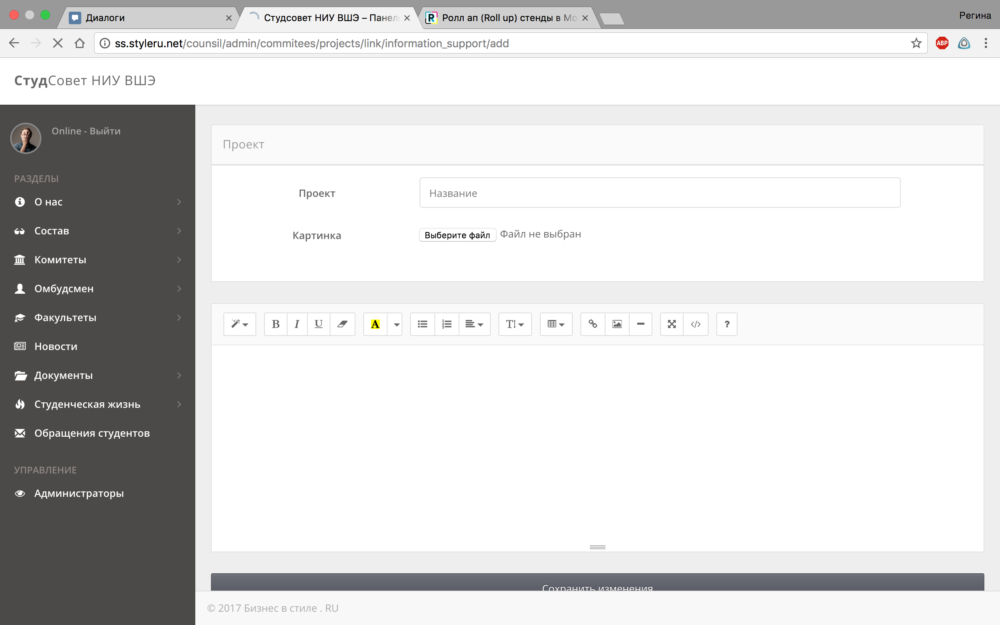 Диалоги
Студсовет НИУ ВШЭ – Панел
Ролл ап (Roll up) стенды в Мо
Регина
ss.styleru.net/counsil/admin/commitees/projects/link/information_support/add
ABP
СтудСовет НИУ ВШЭ
Online - Выйти
РАЗДЕЛЫ
О нас
Состав
Комитеты
Омбудсмен
Факультеты
Новости
Документы
Студенческая жизнь
Обращения студентов
УПРАВЛЕНИЕ
Администраторы
Проект
Проект
Название
Картинка
Выберите файл Файл не выбран
B I U A T </> ?
Сохранить изменения
© 2017 Бизнес в стиле . RU